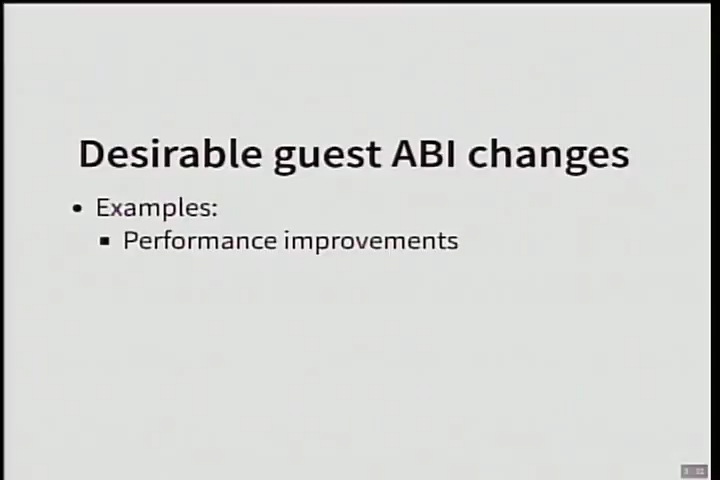 Desirable guest ABI changes
• Examples:
▪ Performance improvements